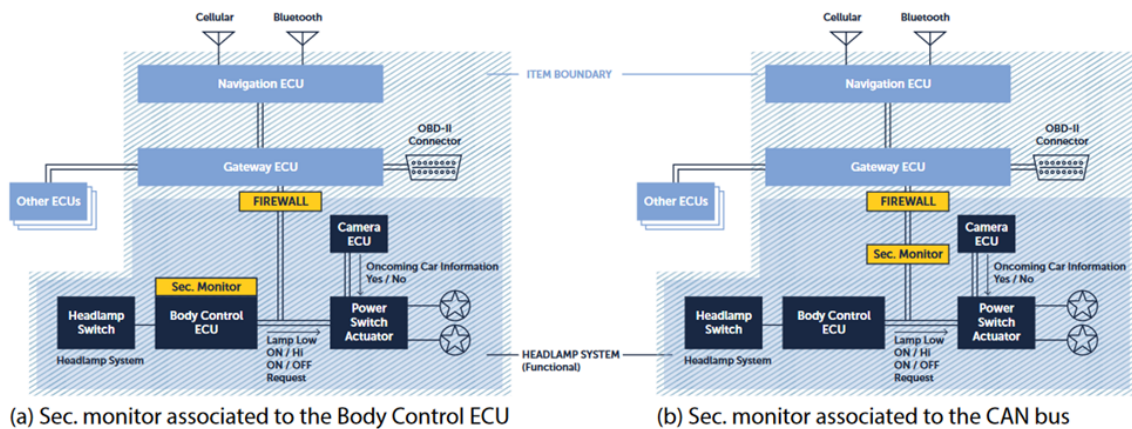 Cellular
Bluetooth
Navigation ECU
OBD-II
Connector
Gateway ECU
Other ECUs
FIREWALL
Camera
ECU
Oncoming Car Information
Yes / No
Sec. Monitor
Headlamp
Switch
Body Control
ECU
Power
Switch
Actuator
Headlamp System
Lamp Low
ON / Hi
ON / OFF
Request
(a) Sec. monitor associated to the Body Control ECU
ITEM BOUNDARY
HEADLAMP SYSTEM
(Functional)
Cellular
Bluetooth
Navigation ECU
OBD-II
Connector
Gateway ECU
Other ECUs
FIREWALL
Camera
ECU
Sec. Monitor
Oncoming Car Information
Yes / No
Headlamp
Switch
Body Control
ECU
Power
Switch
Actuator
Headlamp System
Lamp Low
ON / Hi
ON / OFF
Request
(b) Sec. monitor associated to the CAN bus